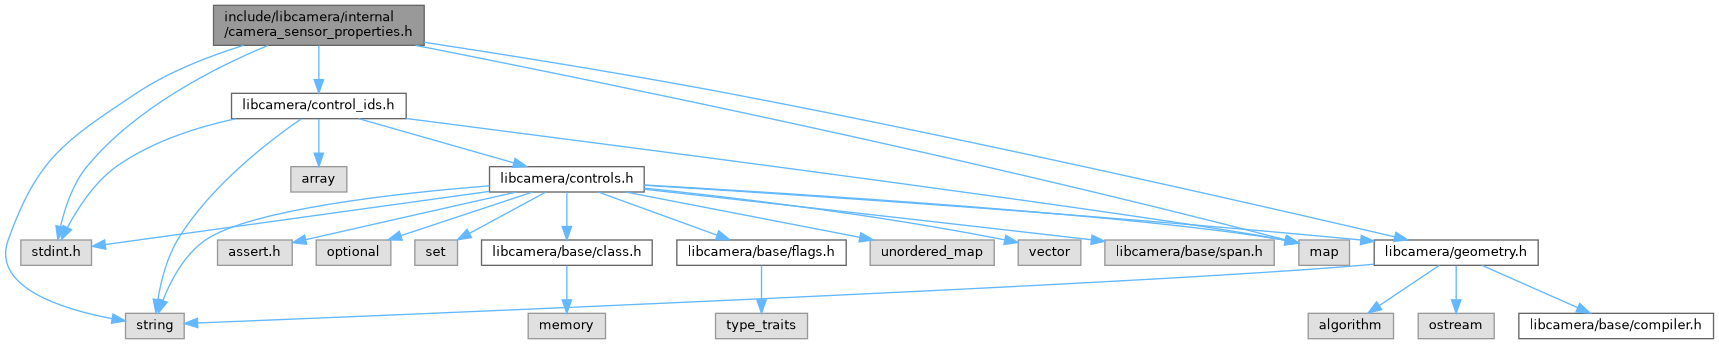 include/libcamera/internal
/camera_sensor_properties.h
libcamera/control_ids.h
array
libcamera/controls.h
stdint.h
assert.h
optional
set
libcamera/base/class.h
libcamera/base/flags.h
unordered_map
vector
libcamera/base/span.h
map
libcamera/geometry.h
string
memory
type_traits
algorithm
ostream
libcamera/base/compiler.h